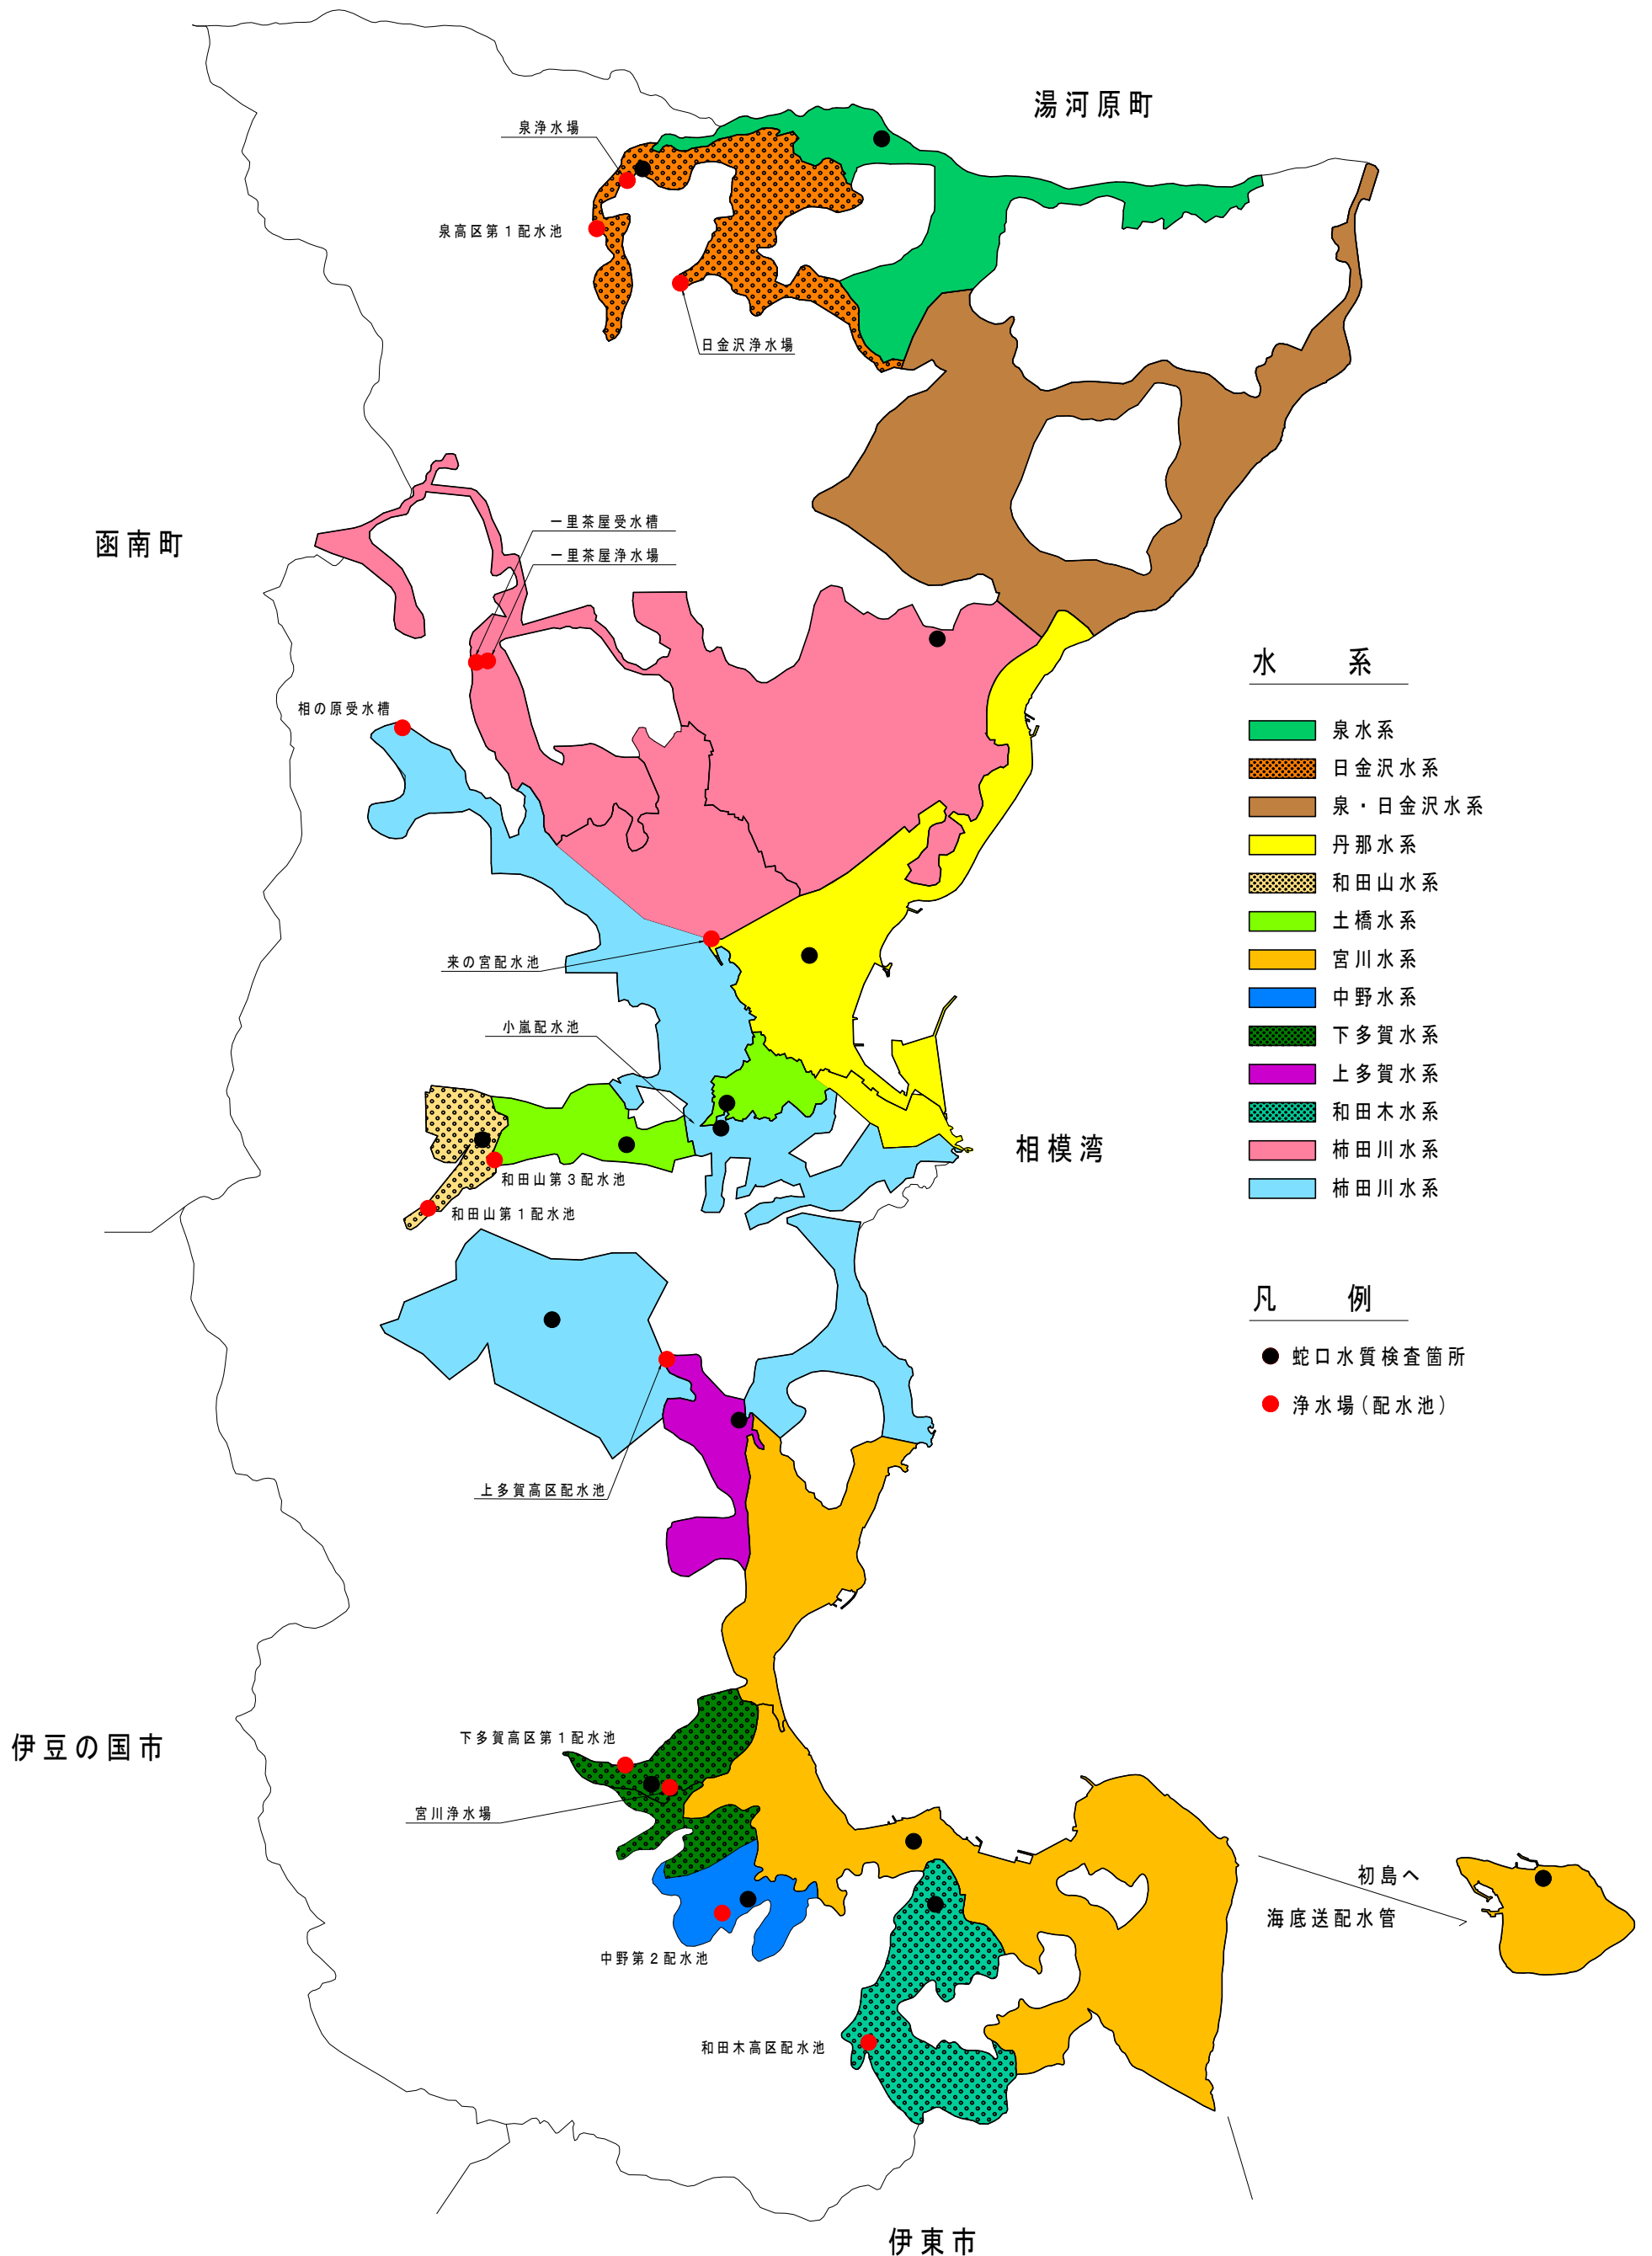 湯河原町
泉浄水場
泉高区第1配水池
日金沢浄水場
函南町
一里茶屋受水槽
一里茶屋浄水場
相の原受水槽
水系
泉水系
日金沢水系
泉・日金沢水系
丹那水系
和田山水系
土橋水系
宮川水系
中野水系
下多賀水系
上多賀水系
和田木水系
柿田川水系
柿田川水系
来の宮配水池
小嵐配水池
相模湾
和田山第3配水池
和田山第1配水池
凡例
蛇口水質検査箇所
浄水場(配水池)
上多賀高区配水池
伊豆の国市
下多賀高区第1配水池
宮川浄水場
初島へ
海底送配水管
中野第2配水池
和田木高区配水池
伊東市